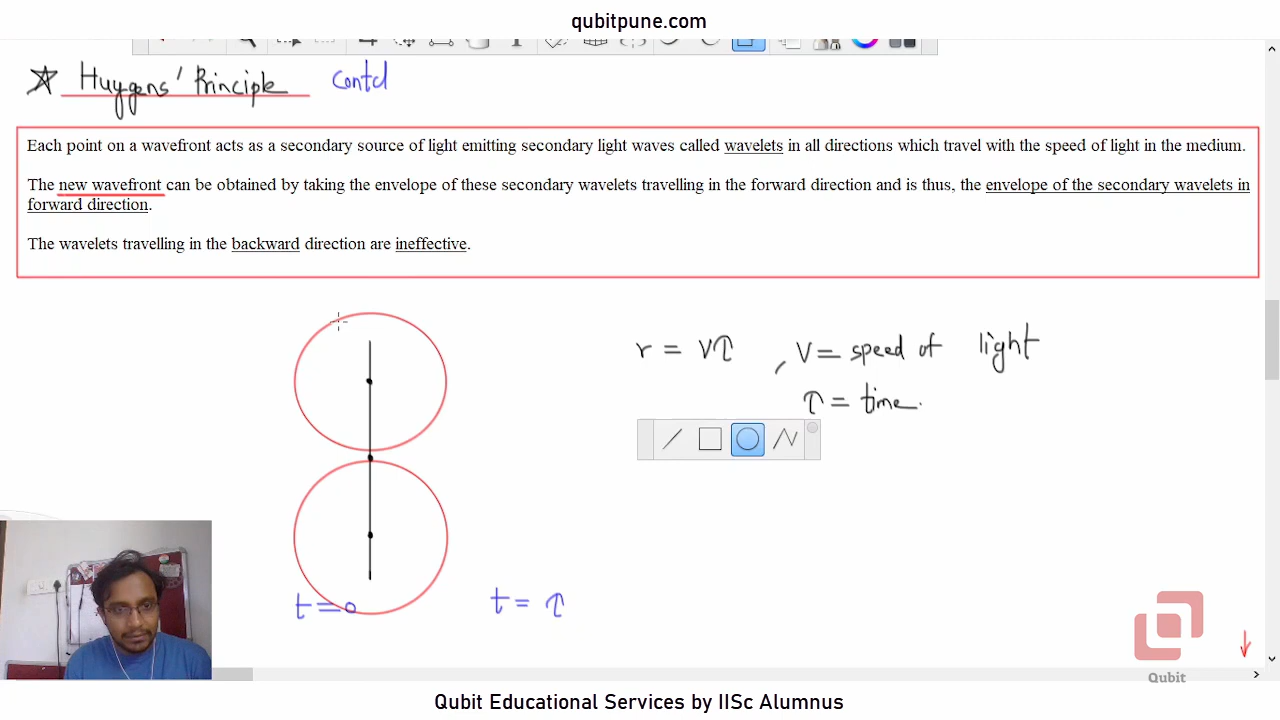 qubitpune.com
Huygens' Principle Contd
Each point on a wavefront acts as a secondary source of light emitting secondary light waves called wavelets in all directions which travel with the speed of light in the medium.
The new wavefront can be obtained by taking the envelope of these secondary wavelets travelling in the forward direction and is thus, the envelope of the secondary wavelets in
forward direction.
The wavelets travelling in the backward direction are ineffective.
r = vτ , v = speed of light
τ = time.
t = 0 t = τ
Qubit
Qubit Educational Services by IISc Alumnus